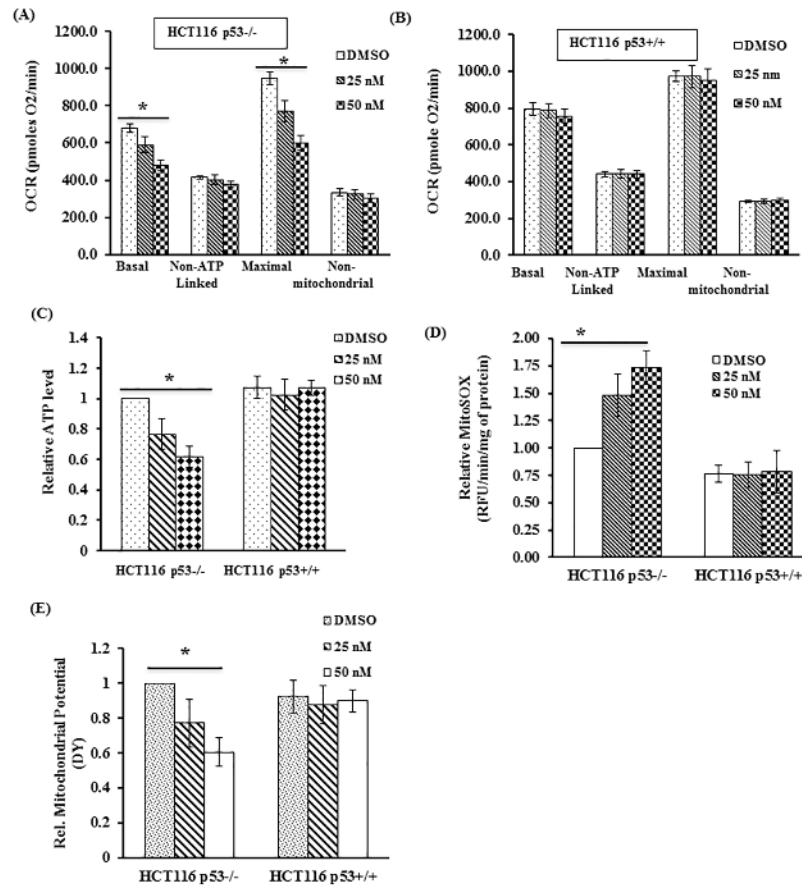 (A)
HCT116 p53-/-
OCR (pmoles O2/min)
1200.0
1000.0
800.0
600.0
400.0
200.0
0.0
*
*
DMSO
25 nM
50 nM
Basal
Non-ATP
Linked
Maximal
Non-
mitochondrial
(B)
HCT116 p53+/+
OCR (pmole O2/min)
1200.0
1000.0
800.0
600.0
400.0
200.0
0.0
DMSO
25 nm
50 nM
Basal
Non-ATP
Linked
Maximal
Non-
mitochondrial
(C)
Relative ATP level
1.4
1.2
1
0.8
0.6
0.4
0.2
0
*
DMSO
25 nM
50 nM
HCT116 p53-/-
HCT116 p53+/+
(D)
Relative MitoSOX
(RFU/min/mg of protein)
2.00
1.75
1.50
1.25
1.00
0.75
0.50
0.25
0.00
*
DMSO
25 nM
50 nM
HCT116 p53-/-
HCT116 p53+/+
(E)
Rel. Mitochondrial Potential
(DY)
1.2
1
0.8
0.6
0.4
0.2
0
*
DMSO
25 nM
50 nM
HCT116 p53-/-
HCT116 p53+/+